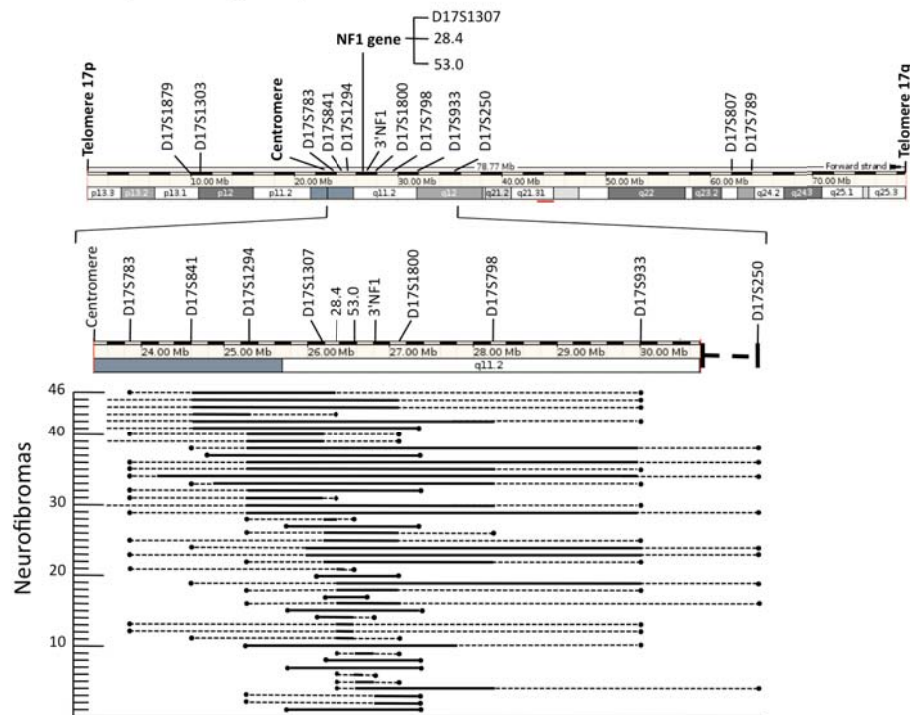 D17S1307
NF1 gene
28.4
53.0
Telomere 17p
D17S1879
D17S1303
Centromere
D17S783
D17S841
D17S1294
3'NF1
D17S1800
D17S798
D17S933
D17S250
D17S807
D17S789
Telomere 17q
78.77 Mb
Forward strand
10.00 Mb
20.00 Mb
30.00 Mb
40.00 Mb
50.00 Mb
60.00 Mb
70.00 Mb
p13.3 p13.2 p13.1 p12 p11.2 q11.2 q12 q21.2 q21.31 q22 q23.2 q24.2 q24.3 q25.1 q25.3
Centromere
D17S783
D17S841
D17S1294
D17S1307
28.4
53.0
3'NF1
D17S1800
D17S798
D17S933
D17S250
24.00 Mb
25.00 Mb
26.00 Mb
27.00 Mb
28.00 Mb
29.00 Mb
30.00 Mb
q11.2
Neurofibromas
46
40
30
20
10